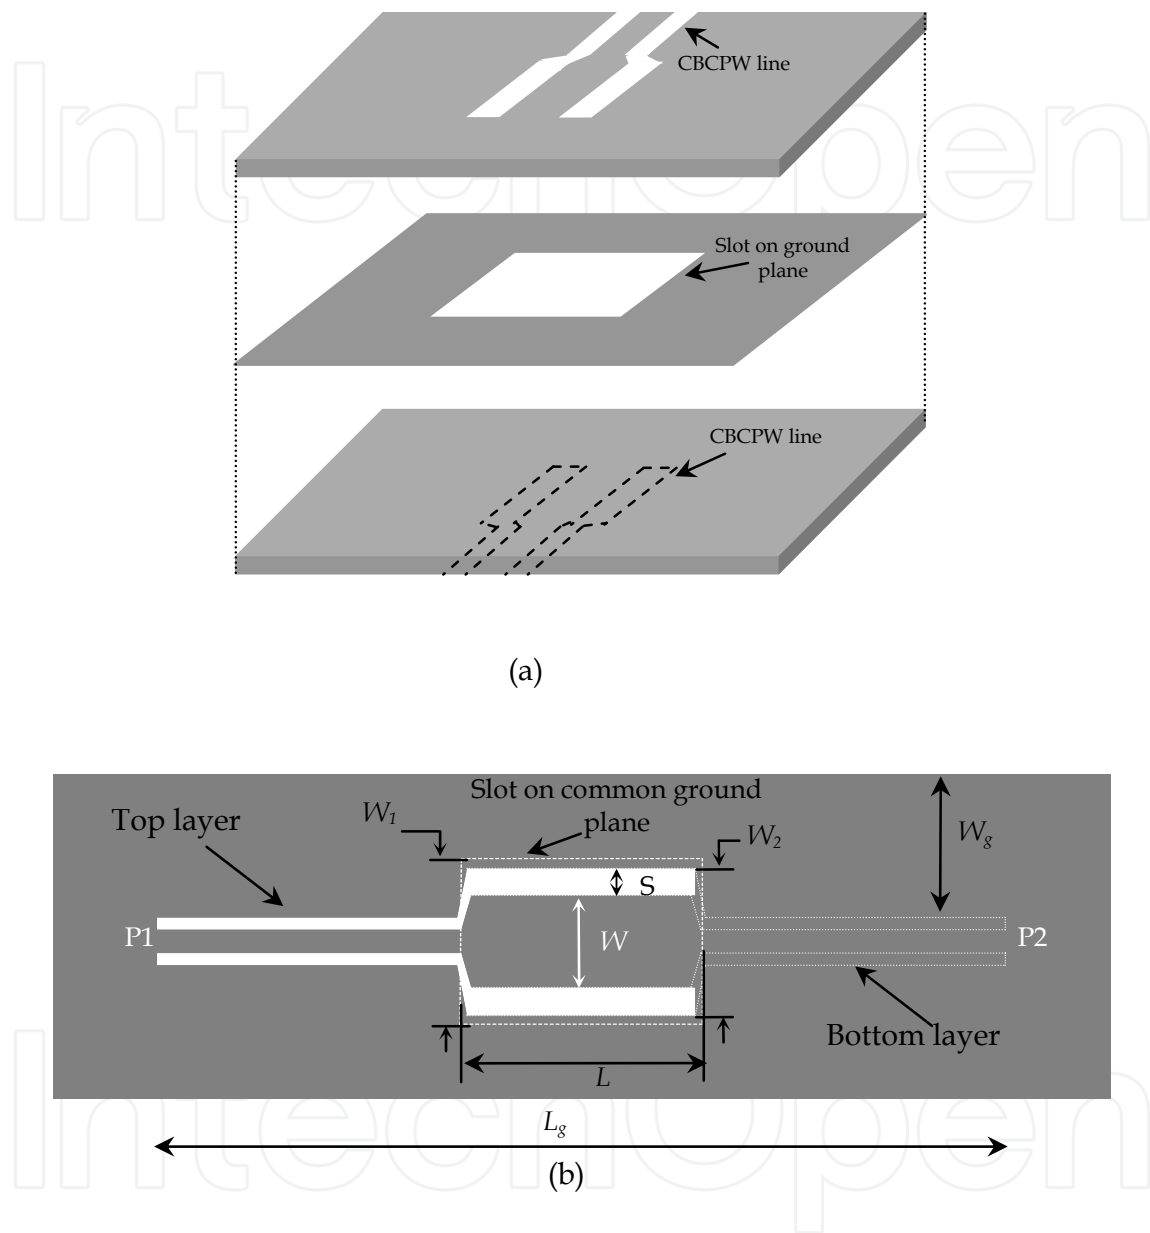 IntechOpen
CBCPW line
Slot on ground
plane
CBCPW line
(a)
Slot on common ground
plane
W1
W2
Wg
Top layer
S
P1
W
P2
Bottom layer
L
Lg
(b)
IntechOpen